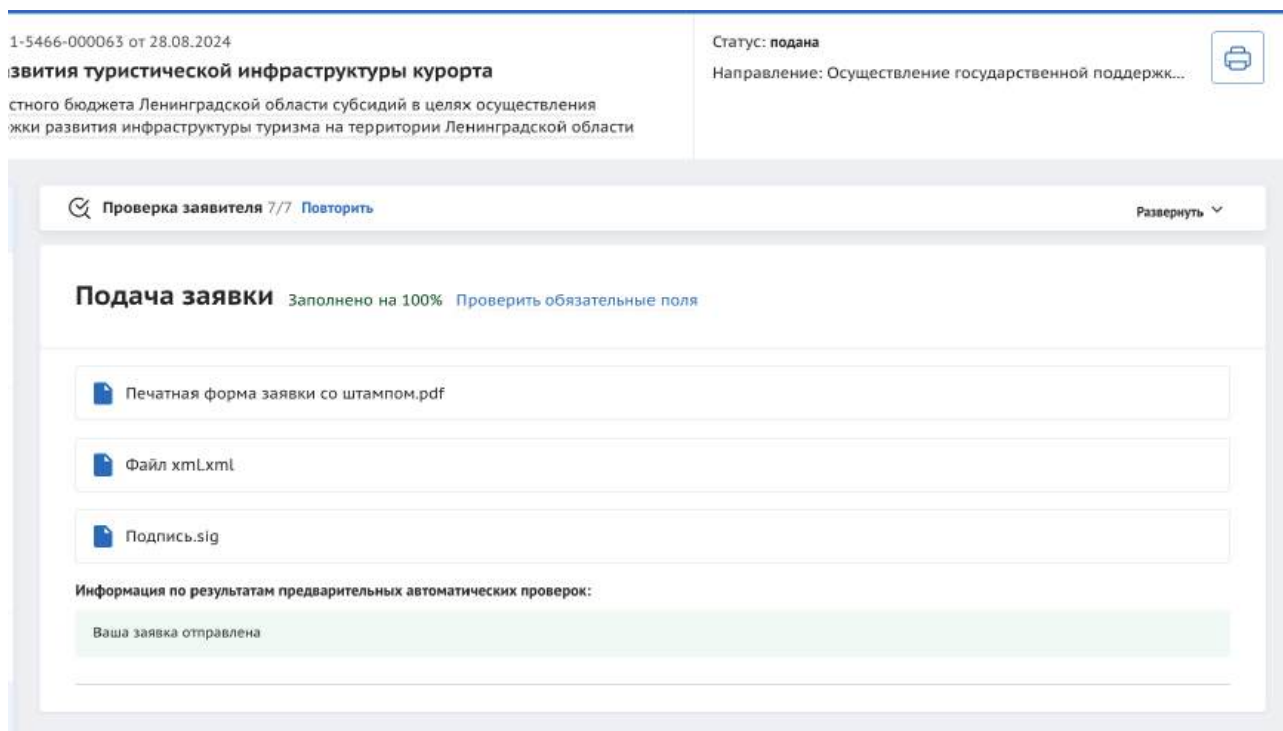 1-5466-000063 от 28.08.2024
звития туристической инфраструктуры курорта
стного бюджета Ленинградской области субсидий в целях осуществления
жки развития инфраструктуры туризма на территории Ленинградской области
Статус: подана
Направление: Осуществление государственной поддержк...
Проверка заявителя 7/7 Повторить
Развернуть
Подача заявки Заполнено на 100% Проверить обязательные поля
Печатная форма заявки со штампом.pdf
Файл xml.xml
Подпись.sig
Информация по результатам предварительных автоматических проверок:
Ваша заявка отправлена